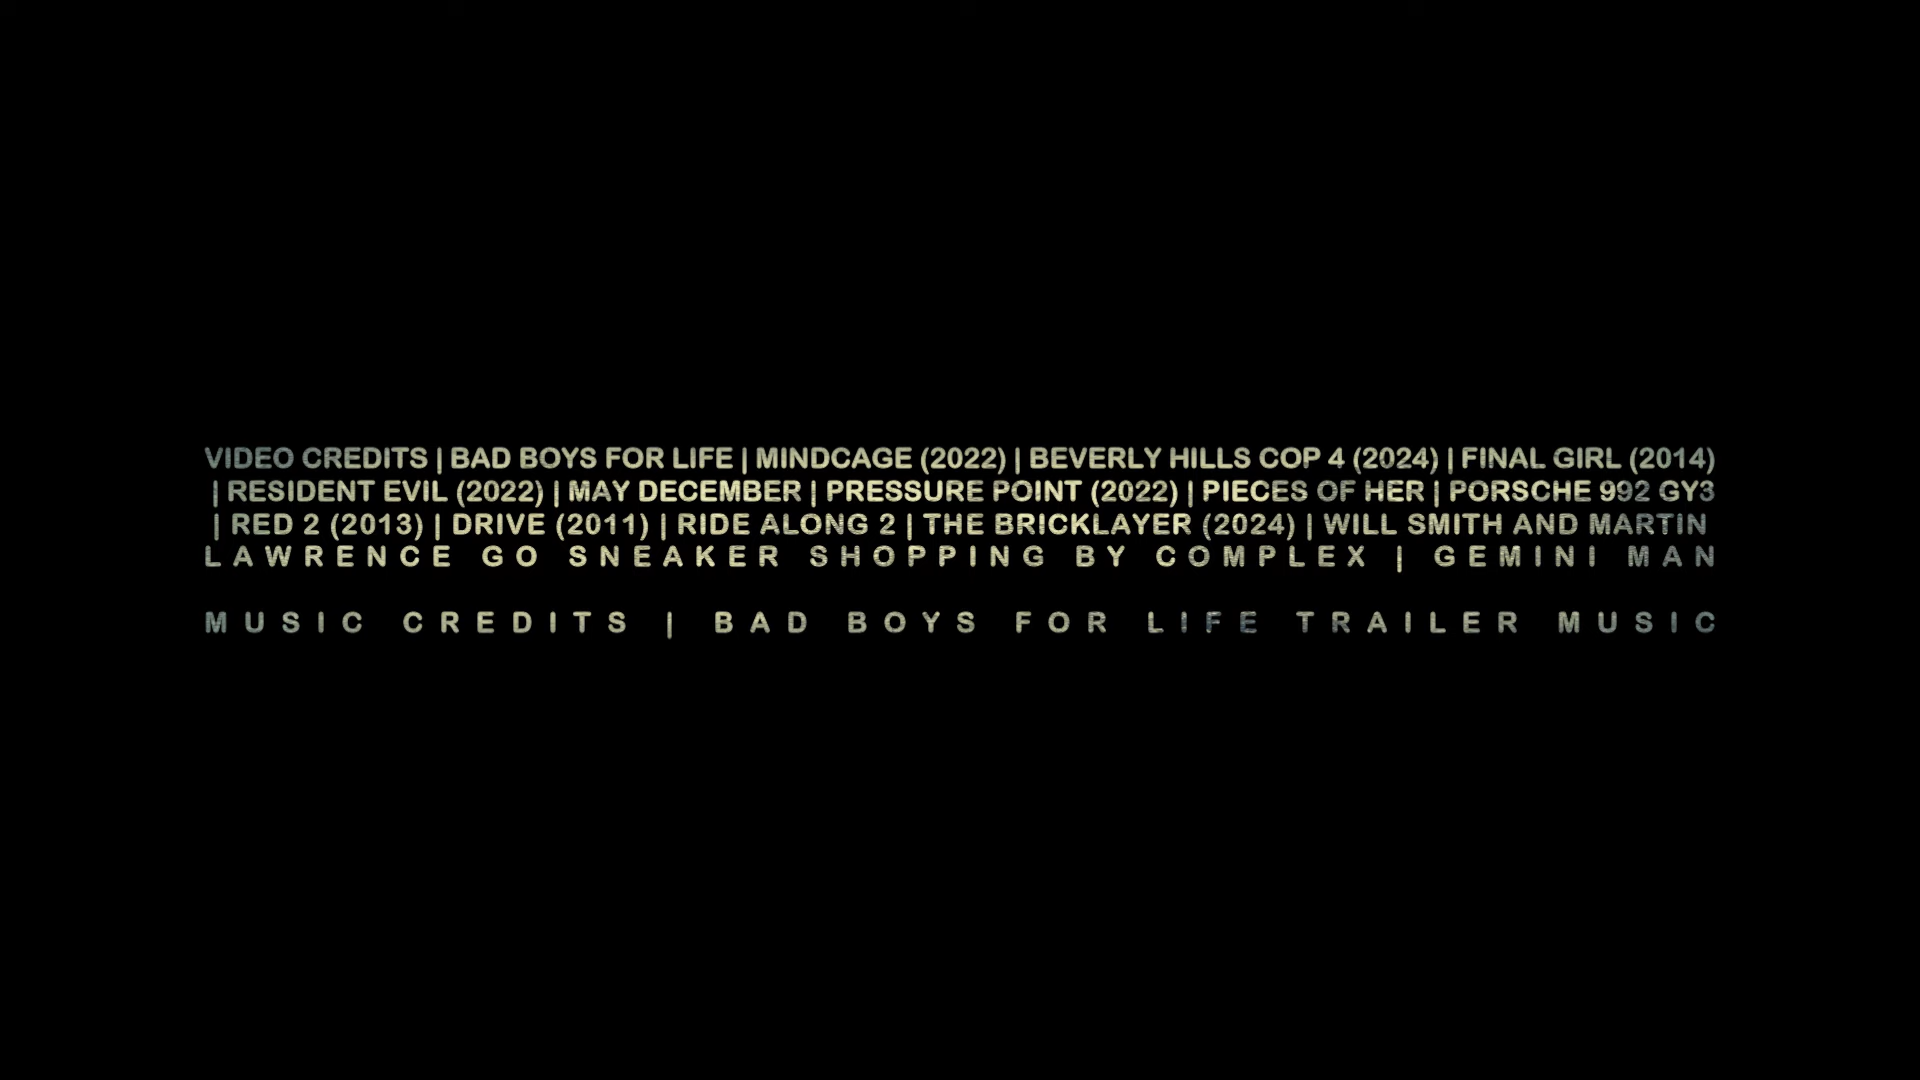 VIDEO CREDITS | BAD BOYS FOR LIFE | MINDCAGE (2022) | BEVERLY HILLS COP 4 (2024) | FINAL GIRL (2014)
| RESIDENT EVIL (2022) | MAY DECEMBER | PRESSURE POINT (2022) | PIECES OF HER | PORSCHE 992 GY3
| RED 2 (2013) | DRIVE (2011) | RIDE ALONG 2 | THE BRICKLAYER (2024) | WILL SMITH AND MARTIN
LAWRENCE GO SNEAKER SHOPPING BY COMPLEX | GEMINI MAN
MUSIC CREDITS | BAD BOYS FOR LIFE TRAILER MUSIC